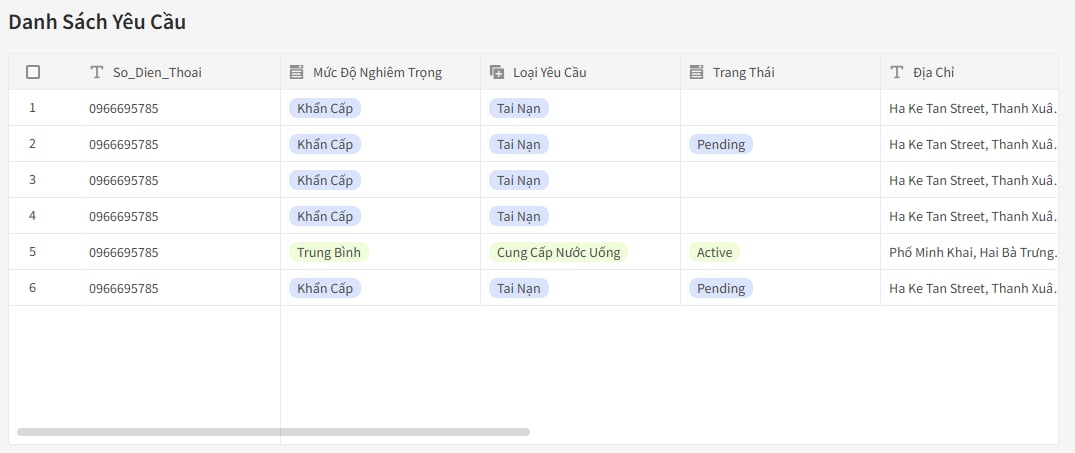 Danh Sách Yêu Cầu
So_Dien_Thoai Mức Độ Nghiêm Trọng Loại Yêu Cầu Trang Thái Địa Chỉ
1 0966695785 Khẩn Cấp Tai Nạn Ha Ke Tan Street, Thanh Xuâ.
2 0966695785 Khẩn Cấp Tai Nạn Pending Ha Ke Tan Street, Thanh Xuâ.
3 0966695785 Khẩn Cấp Tai Nạn Ha Ke Tan Street, Thanh Xuâ.
4 0966695785 Khẩn Cấp Tai Nạn Ha Ke Tan Street, Thanh Xuâ.
5 0966695785 Trung Bình Cung Cấp Nước Uống Active Phố Minh Khai, Hai Bà Trưng.
6 0966695785 Khẩn Cấp Tai Nạn Pending Ha Ke Tan Street, Thanh Xuâ.